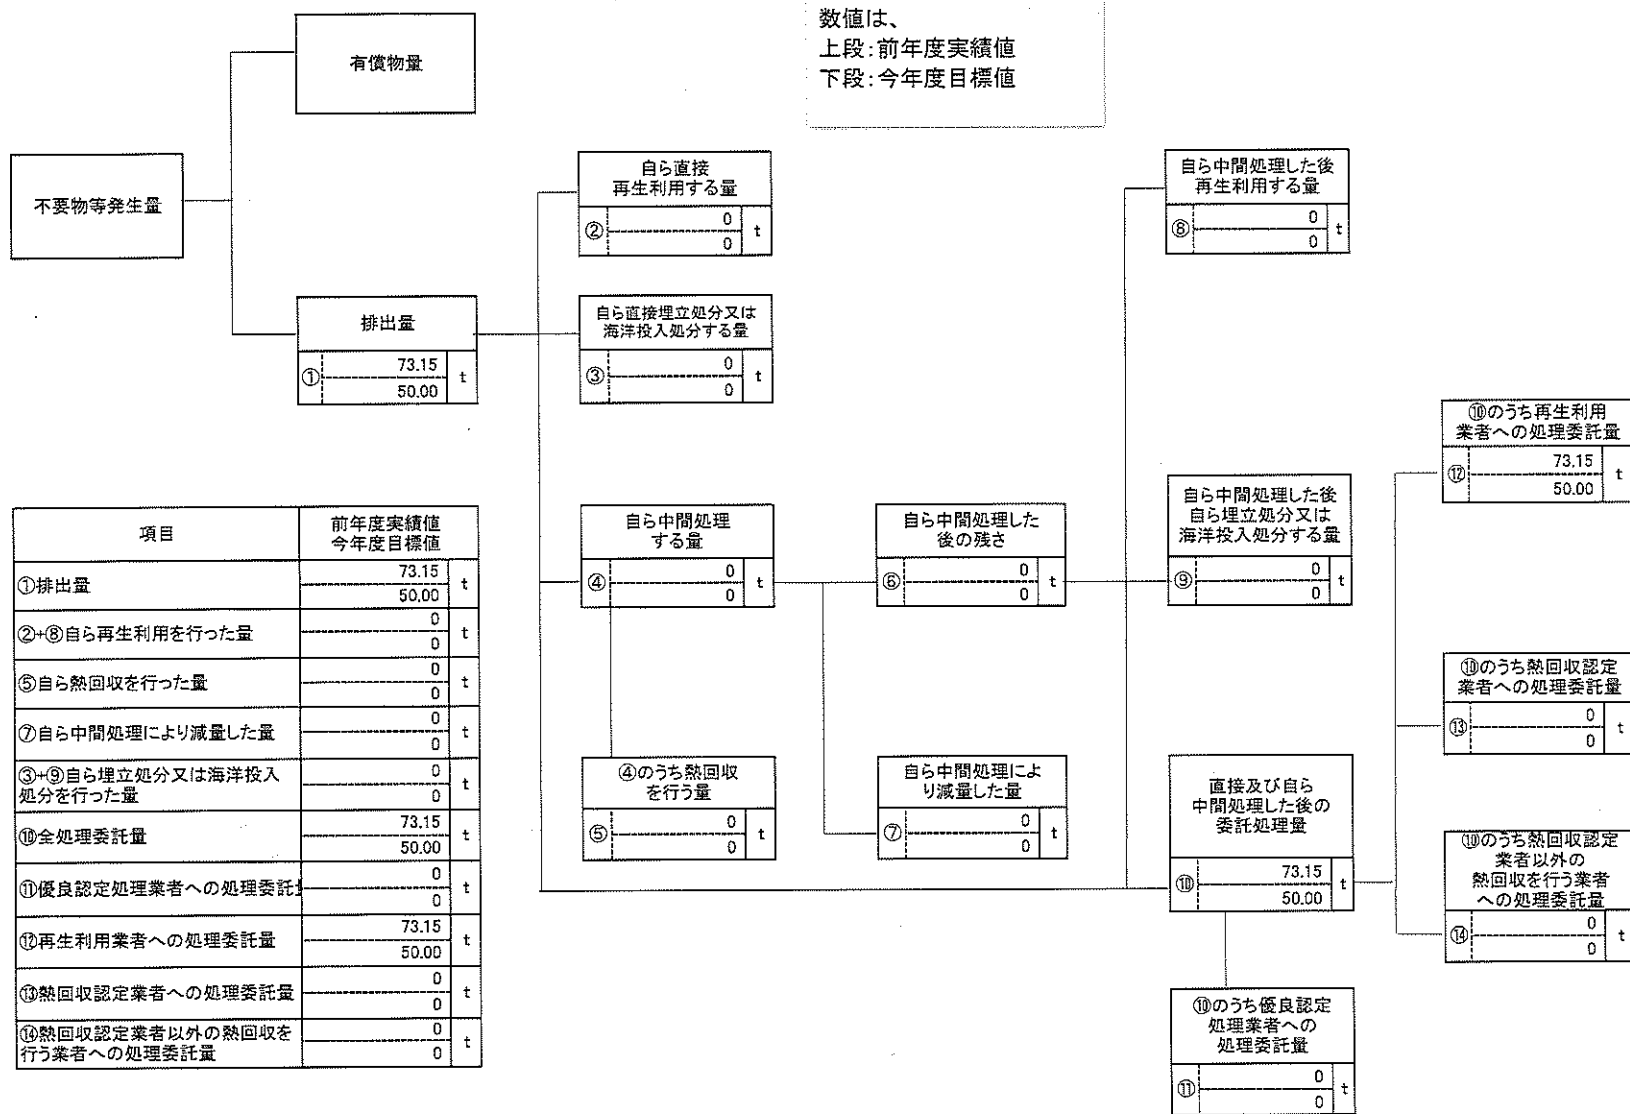 数値は、
上段:前年度実績値
下段:今年度目標値
有償物量
不要物等発生量
排出量
① 73.15 t
50.00
自ら直接
再生利用する量
② 0 t
0
自ら直接埋立処分又は
海洋投入処分する量
③ 0 t
0
自ら中間処理
する量
④ 0 t
0
④のうち熱回収
を行う量
⑤ 0 t
0
自ら中間処理した
後の残さ
⑥ 0 t
0
自ら中間処理によ
り減量した量
⑦ 0 t
0
自ら中間処理した後
再生利用する量
⑧ 0 t
0
自ら中間処理した後
自ら埋立処分又は
海洋投入処分する量
⑨ 0 t
0
直接及び自ら
中間処理した後の
委託処理量
⑩ 73.15 t
50.00
⑩のうち優良認定
処理業者への
処理委託量
⑪ 0 t
0
⑩のうち再生利用
業者への処理委託量
⑫ 73.15 t
50.00
⑩のうち熱回収認定
業者への処理委託量
⑬ 0 t
0
⑩のうち熱回収認定
業者以外の
熱回収を行う業者
への処理委託量
⑭ 0 t
0
項目 前年度実績値
今年度目標値
①排出量 73.15 t
50.00
②+⑧自ら再生利用を行った量 0 t
0
⑤自ら熱回収を行った量 0 t
0
⑦自ら中間処理により減量した量 0 t
0
③+⑨自ら埋立処分又は海洋投入
処分を行った量 0 t
0
⑩全処理委託量 73.15 t
50.00
⑪優良認定処理業者への処理委託 0 t
0
⑫再生利用業者への処理委託量 73.15 t
50.00
⑬熱回収認定業者への処理委託量 0 t
0
⑭熱回収認定業者以外の熱回収を
行う業者への処理委託量 0 t
0